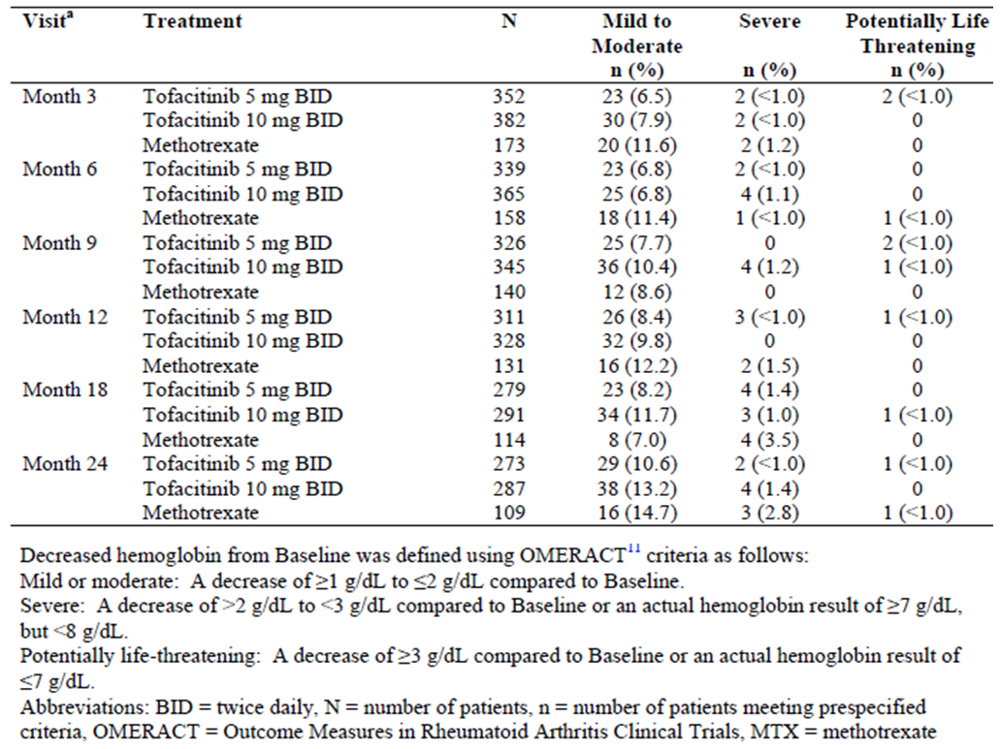 Visitᵃ Treatment N Mild to Moderate n (%) Severe n (%) Potentially Life Threatening n (%)
Month 3 Tofacitinib 5 mg BID 352 23 (6.5) 2 (<1.0) 2 (<1.0)
Tofacitinib 10 mg BID 382 30 (7.9) 2 (<1.0) 0
Methotrexate 173 20 (11.6) 2 (1.2) 0
Month 6 Tofacitinib 5 mg BID 339 23 (6.8) 2 (<1.0) 0
Tofacitinib 10 mg BID 365 25 (6.8) 4 (1.1) 0
Methotrexate 158 18 (11.4) 1 (<1.0) 1 (<1.0)
Month 9 Tofacitinib 5 mg BID 326 25 (7.7) 0 2 (<1.0)
Tofacitinib 10 mg BID 345 36 (10.4) 4 (1.2) 1 (<1.0)
Methotrexate 140 12 (8.6) 0 0
Month 12 Tofacitinib 5 mg BID 311 26 (8.4) 3 (<1.0) 1 (<1.0)
Tofacitinib 10 mg BID 328 32 (9.8) 0 0
Methotrexate 131 16 (12.2) 2 (1.5) 0
Month 18 Tofacitinib 5 mg BID 279 23 (8.2) 4 (1.4) 0
Tofacitinib 10 mg BID 291 34 (11.7) 3 (1.0) 1 (<1.0)
Methotrexate 114 8 (7.0) 4 (3.5) 0
Month 24 Tofacitinib 5 mg BID 273 29 (10.6) 2 (<1.0) 1 (<1.0)
Tofacitinib 10 mg BID 287 38 (13.2) 4 (1.4) 0
Methotrexate 109 16 (14.7) 3 (2.8) 1 (<1.0)
Decreased hemoglobin from Baseline was defined using OMERACT¹¹ criteria as follows:
Mild or moderate: A decrease of ≥1 g/dL to ≤2 g/dL compared to Baseline.
Severe: A decrease of >2 g/dL to <3 g/dL compared to Baseline or an actual hemoglobin result of ≥7 g/dL,
but <8 g/dL.
Potentially life-threatening: A decrease of ≥3 g/dL compared to Baseline or an actual hemoglobin result of
≤7 g/dL.
Abbreviations: BID = twice daily, N = number of patients, n = number of patients meeting prespecified
criteria, OMERACT = Outcome Measures in Rheumatoid Arthritis Clinical Trials, MTX = methotrexate